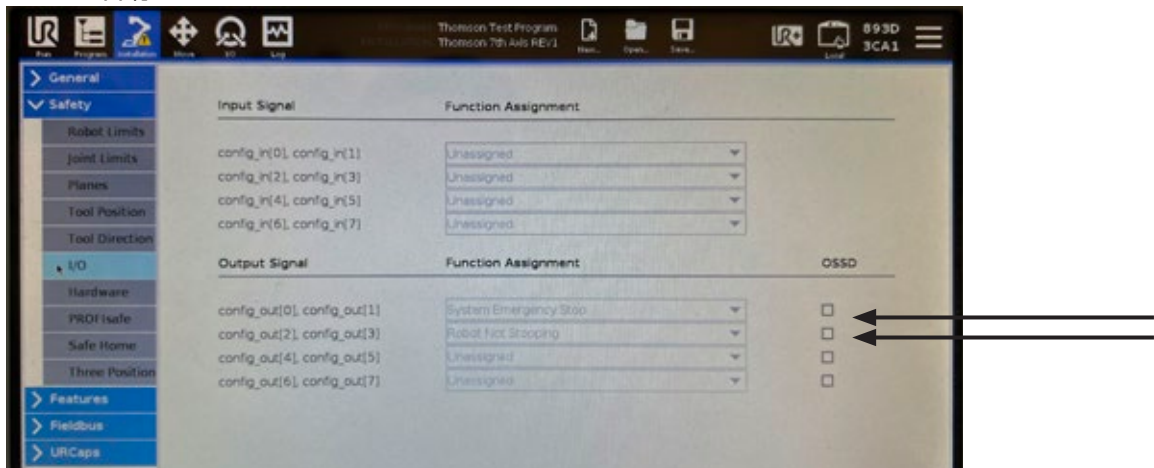 UR
Run Program Installation Move I/O Log
Thomson Test Program
Thomson 7th Axis REV1
New... Open... Save...
R+
Local
893D
3CA1
General
Safety
Robot Limits
Joint Limits
Planes
Tool Position
Tool Direction
I/O
Hardware
PROFIsafe
Safe Home
Three Position
Features
Fieldbus
URCaps
Input Signal Function Assignment
config_in[0], config_in[1] Unassigned
config_in[2], config_in[3] Unassigned
config_in[4], config_in[5] Unassigned
config_in[6], config_in[7] Unassigned
Output Signal Function Assignment OSSD
config_out[0], config_out[1] System Emergency Stop
config_out[2], config_out[3] Robot Not Stopping
config_out[4], config_out[5] Unassigned
config_out[6], config_out[7] Unassigned